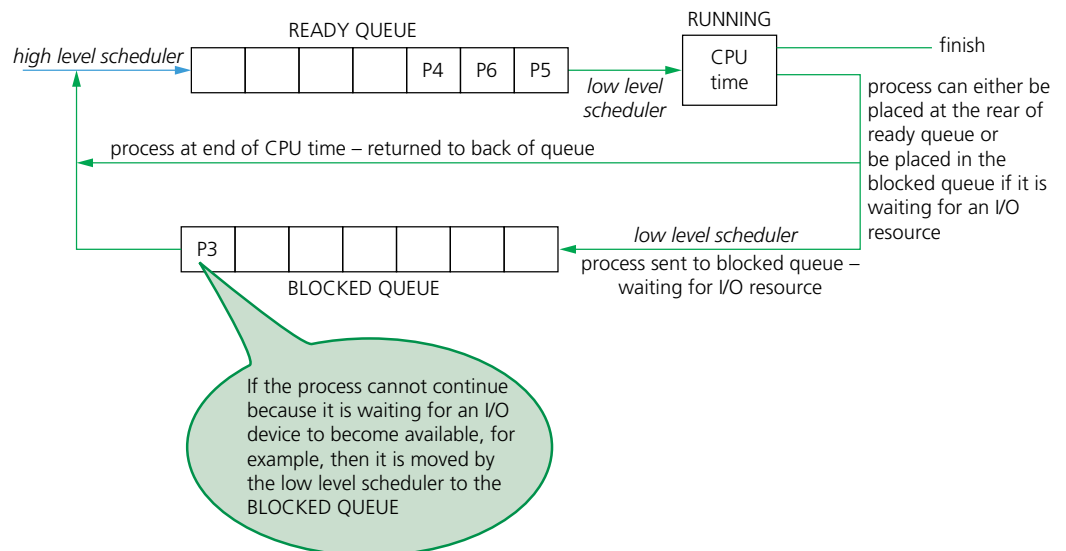 RUNNING
READY QUEUE
high level scheduler
P4 P6 P5
low level
scheduler
CPU
time
finish
process can either be
placed at the rear of
ready queue or
be placed in the
blocked queue if it is
waiting for an I/O
resource
process at end of CPU time – returned to back of queue
P3
low level scheduler
process sent to blocked queue –
waiting for I/O resource
BLOCKED QUEUE
If the process cannot continue
because it is waiting for an I/O
device to become available, for
example, then it is moved by
the low level scheduler to the
BLOCKED QUEUE